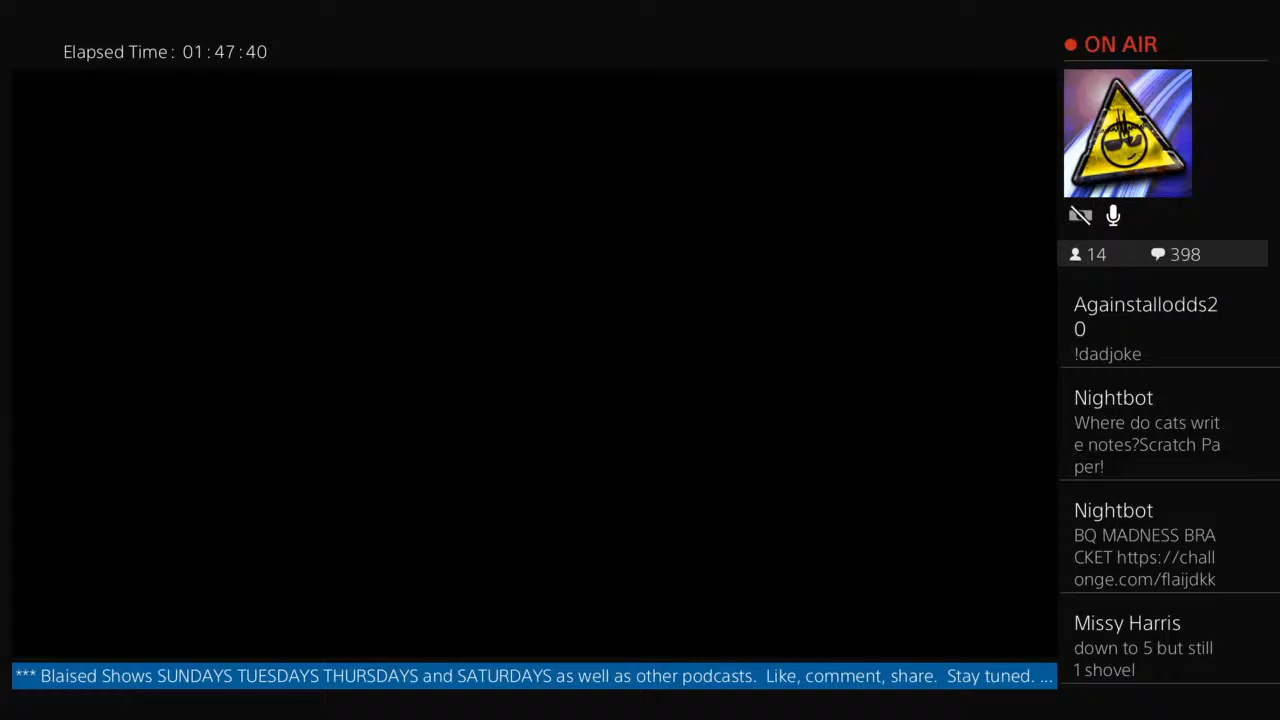 Elapsed Time: 01:47:40
ON AIR
14 398
Againstallodds2
0
!dadjoke
Nightbot
Where do cats writ
e notes?Scratch Pa
per!
Nightbot
BQ MADNESS BRA
CKET https://chall
onge.com/flaijdkk
Missy Harris
down to 5 but still
1 shovel
*** Blaised Shows SUNDAYS TUESDAYS THURSDAYS and SATURDAYS as well as other podcasts. Like, comment, share. Stay tuned. ...